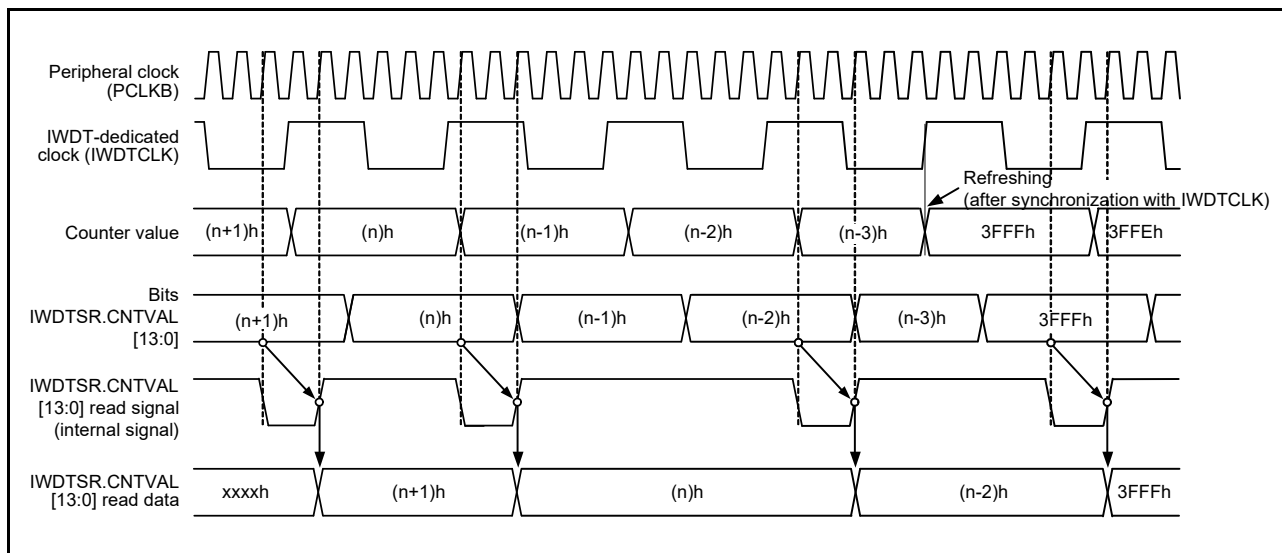 Peripheral clock
(PCLKB)
IWDT-dedicated
clock (IWDTCLK)
Refreshing
(after synchronization with IWDTCLK)
Counter value
(n+1)h
(n)h
(n-1)h
(n-2)h
(n-3)h
3FFFh
3FFEh
Bits
IWDTSR.CNTVAL
[13:0]
(n+1)h
(n)h
(n-1)h
(n-2)h
(n-3)h
3FFFh
IWDTSR.CNTVAL
[13:0] read signal
(internal signal)
IWDTSR.CNTVAL
[13:0] read data
xxxxh
(n+1)h
(n)h
(n-2)h
3FFFh